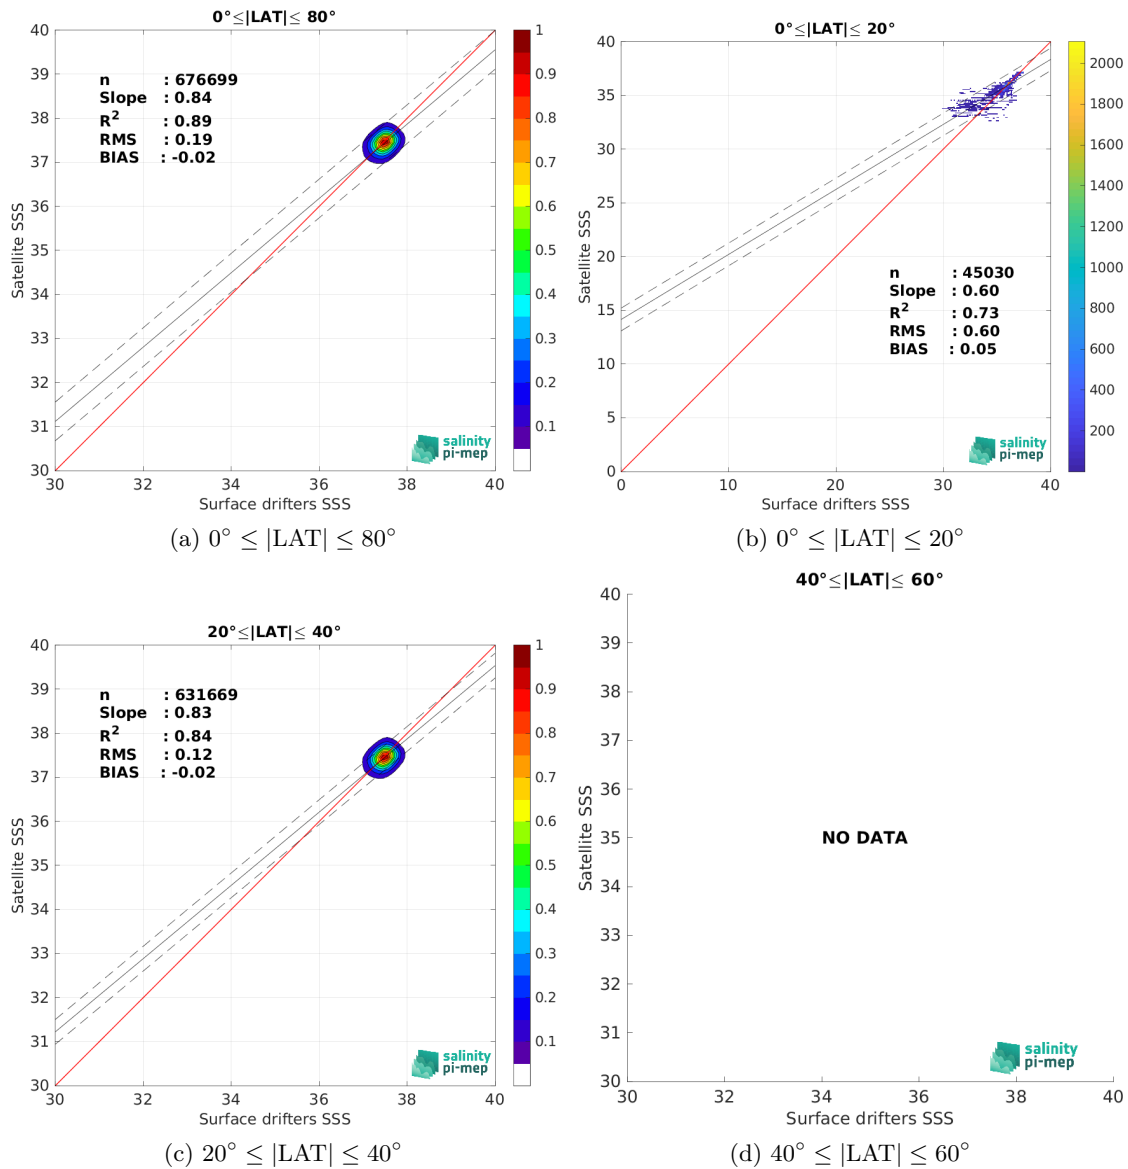 0°≤|LAT|≤ 80°
40
39
38
37
36
35
34
33
32
31
30
Satellite SSS
n : 676699
Slope : 0.84
R² : 0.89
RMS : 0.19
BIAS : -0.02
salinity
pi-mep
30 32 34 36 38 40
Surface drifters SSS
1
0.9
0.8
0.7
0.6
0.5
0.4
0.3
0.2
0.1
(a) 0° ≤ |LAT| ≤ 80°
0°≤|LAT|≤ 20°
40
35
30
25
20
15
10
5
0
Satellite SSS
n : 45030
Slope : 0.60
R² : 0.73
RMS : 0.60
BIAS : 0.05
salinity
pi-mep
0 10 20 30 40
Surface drifters SSS
2000
1800
1600
1400
1200
1000
800
600
400
200
(b) 0° ≤ |LAT| ≤ 20°
20°≤|LAT|≤ 40°
40
39
38
37
36
35
34
33
32
31
30
Satellite SSS
n : 631669
Slope : 0.83
R² : 0.84
RMS : 0.12
BIAS : -0.02
salinity
pi-mep
30 32 34 36 38 40
Surface drifters SSS
1
0.9
0.8
0.7
0.6
0.5
0.4
0.3
0.2
0.1
(c) 20° ≤ |LAT| ≤ 40°
40°≤|LAT|≤ 60°
40
39
38
37
36
35
34
33
32
31
30
Satellite SSS
NO DATA
salinity
pi-mep
30 32 34 36 38 40
Surface drifters SSS
(d) 40° ≤ |LAT| ≤ 60°